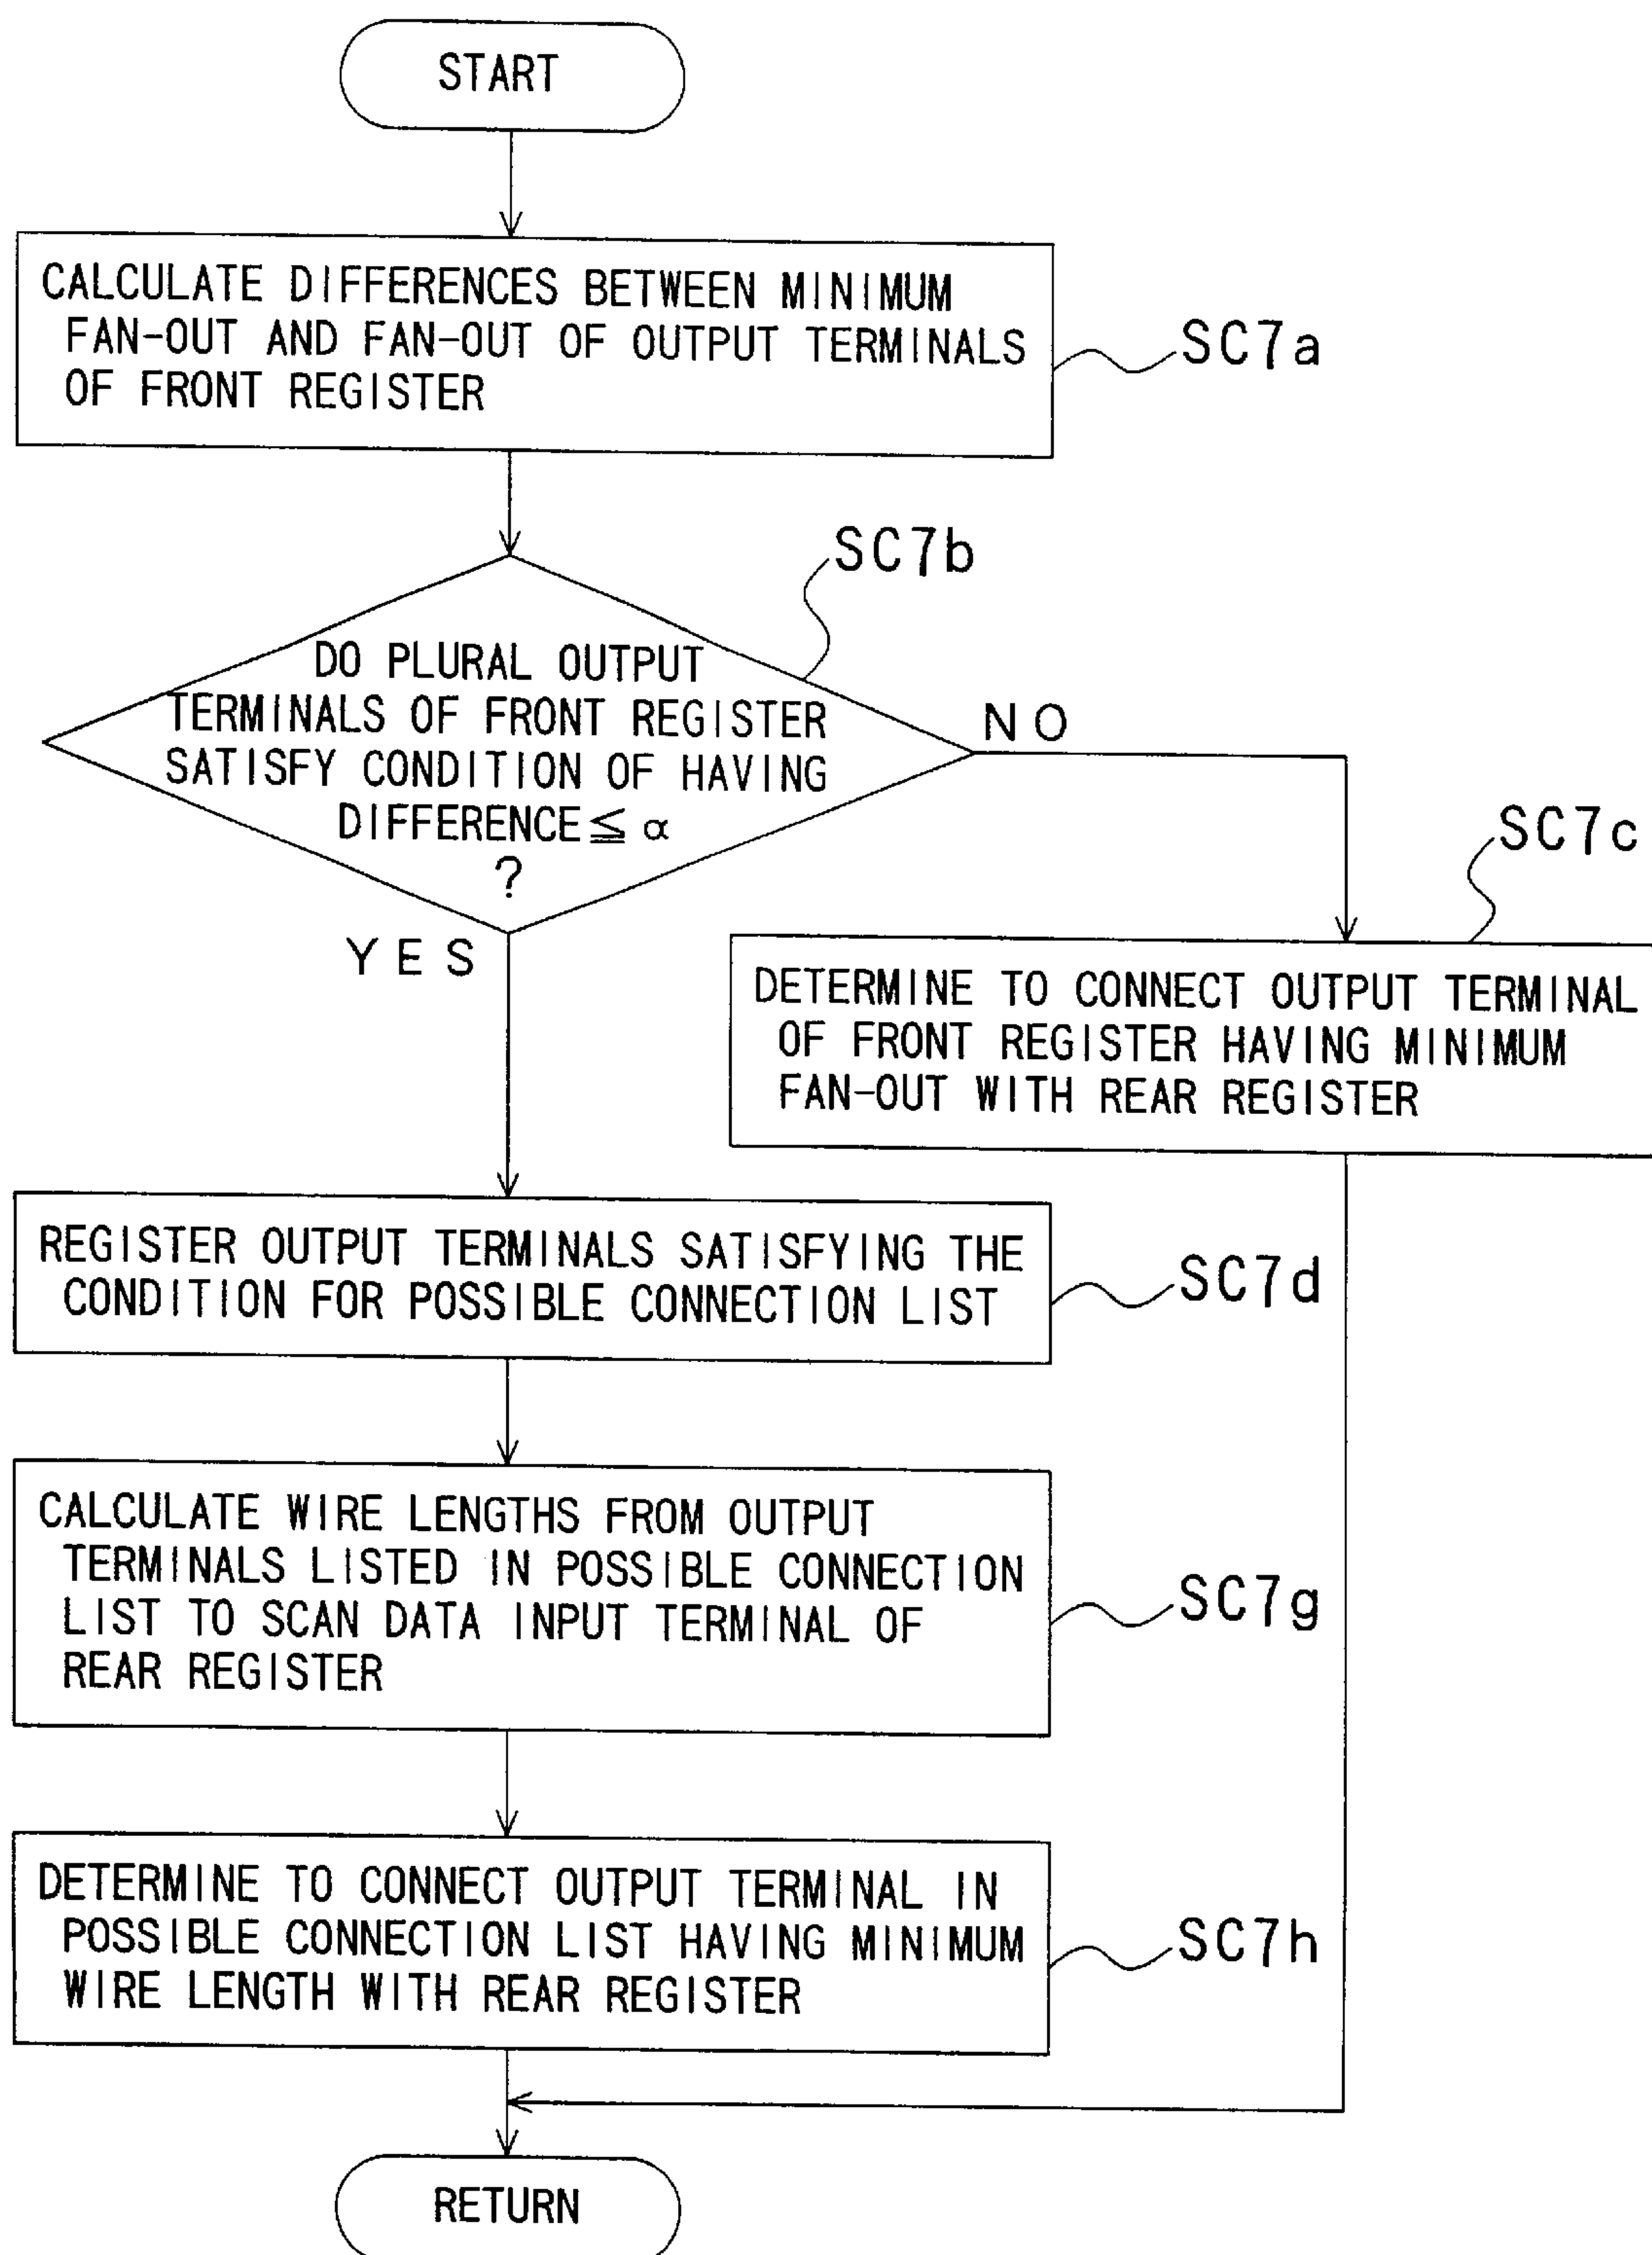 START
CALCULATE DIFFERENCES BETWEEN MINIMUM
FAN-OUT AND FAN-OUT OF OUTPUT TERMINALS
OF FRONT REGISTER
SC7a
SC7b
DO PLURAL OUTPUT
TERMINALS OF FRONT REGISTER
SATISFY CONDITION OF HAVING
DIFFERENCE ≦ α
?
NO
YES
SC7c
DETERMINE TO CONNECT OUTPUT TERMINAL
OF FRONT REGISTER HAVING MINIMUM
FAN-OUT WITH REAR REGISTER
REGISTER OUTPUT TERMINALS SATISFYING THE
CONDITION FOR POSSIBLE CONNECTION LIST
SC7d
CALCULATE WIRE LENGTHS FROM OUTPUT
TERMINALS LISTED IN POSSIBLE CONNECTION
LIST TO SCAN DATA INPUT TERMINAL OF
REAR REGISTER
SC7g
DETERMINE TO CONNECT OUTPUT TERMINAL IN
POSSIBLE CONNECTION LIST HAVING MINIMUM
WIRE LENGTH WITH REAR REGISTER
SC7h
RETURN